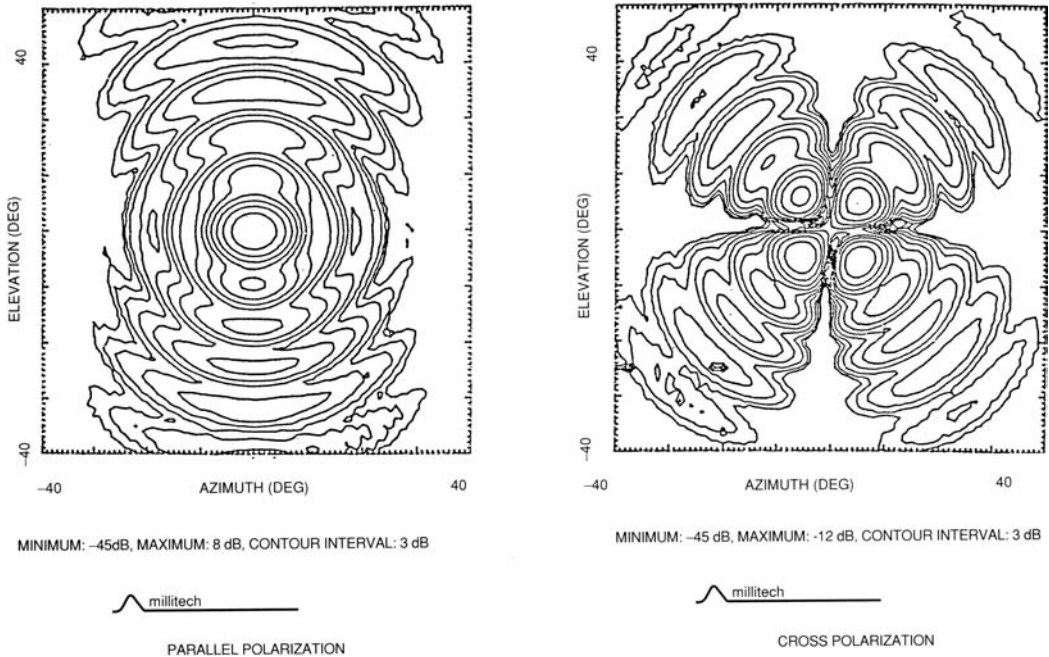 40
ELEVATION (DEG)
–40
–40
AZIMUTH (DEG)
40
MINIMUM: –45dB, MAXIMUM: 8 dB, CONTOUR INTERVAL: 3 dB
millitech
PARALLEL POLARIZATION
40
ELEVATION (DEG)
–40
–40
AZIMUTH (DEG)
40
MINIMUM: –45 dB, MAXIMUM: -12 dB, CONTOUR INTERVAL: 3 dB
millitech
CROSS POLARIZATION